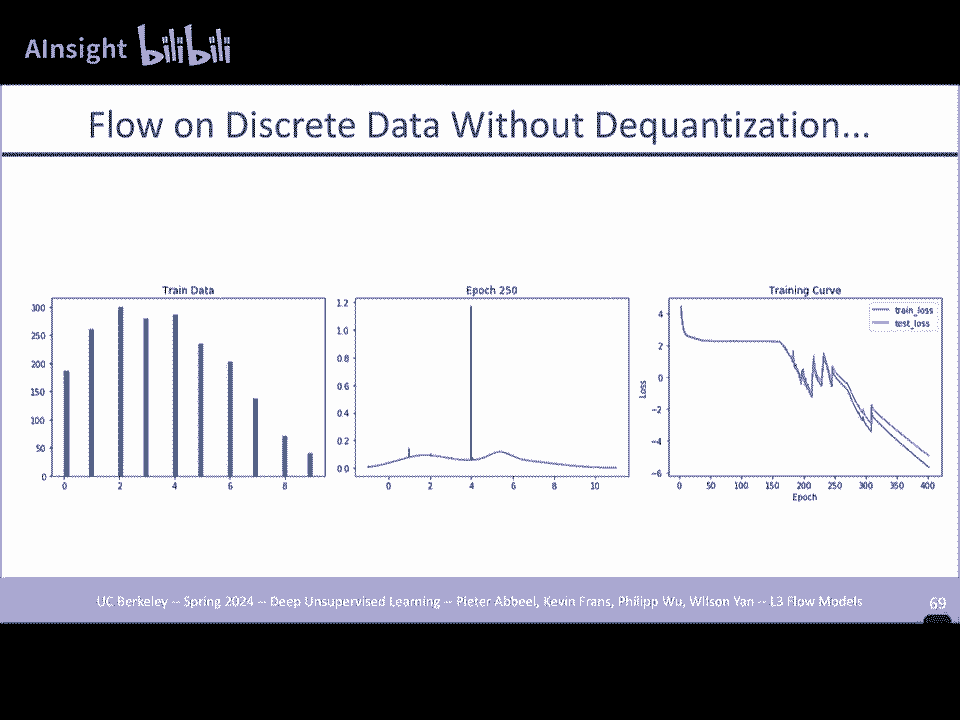 AInsight bilibili
Flow on Discrete Data Without Dequantization...
Train Data
300
250
200
150
100
50
0
0 2 4 6 8
Epoch 250
1.2
1.0
0.8
0.6
0.4
0.2
0.0
0 2 4 6 8 10
Training Curve
train_loss
test_loss
4
2
0
−2
−4
−6
Loss
0 50 100 150 200 250 300 350 400
Epoch
UC Berkeley -- Spring 2024 -- Deep Unsupervised Learning -- Pieter Abbeel, Kevin Frans, Philipp Wu, Wilson Yan -- L3 Flow Models
69